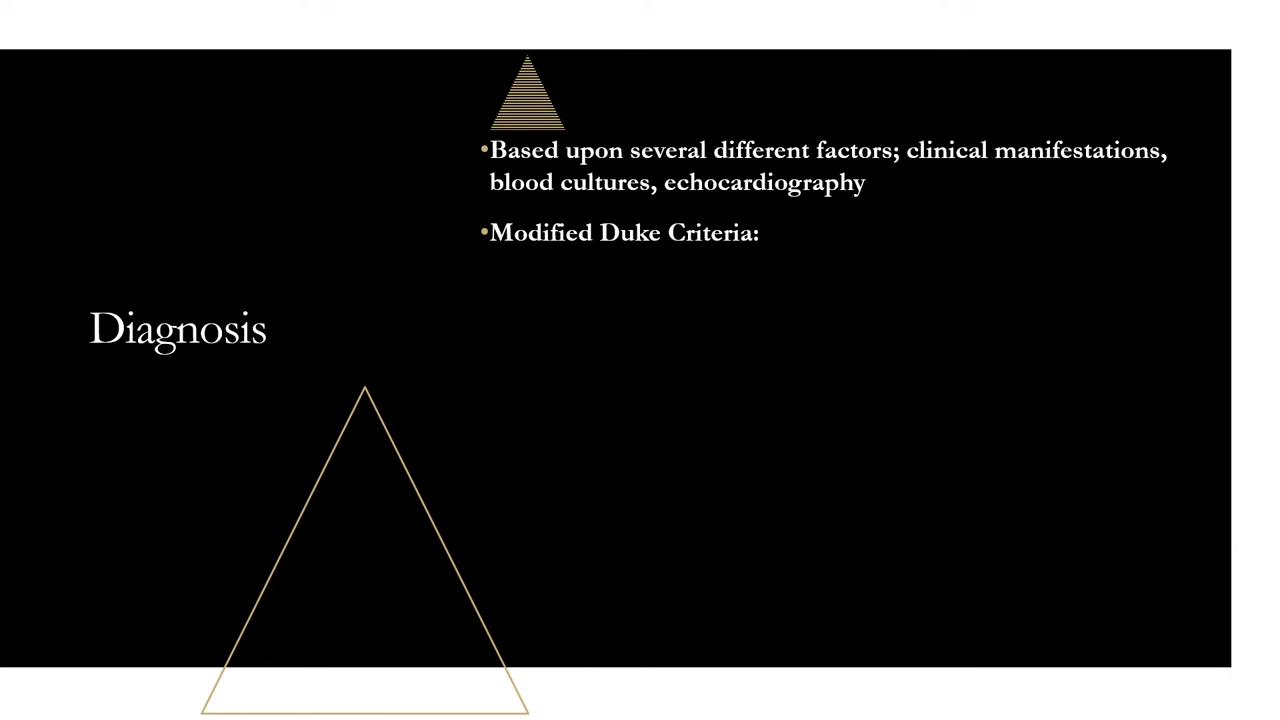 •Based upon several different factors; clinical manifestations,
blood cultures, echocardiography
•Modified Duke Criteria:
Diagnosis